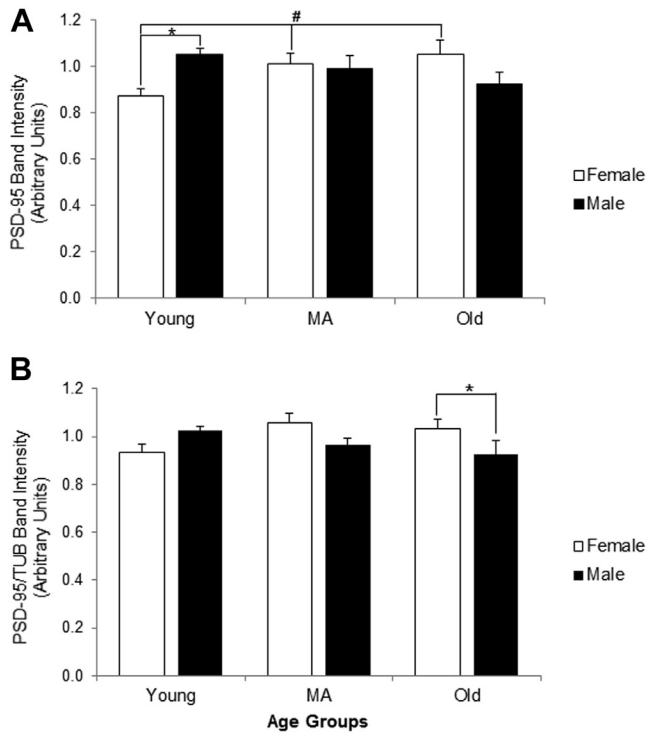 A
PSD-95 Band Intensity
(Arbitrary Units)
1.2
1.0
0.8
0.6
0.4
0.2
0.0
*
#
Young
MA
Old
Female
Male
B
PSD-95/TUB Band Intensity
(Arbitrary Units)
1.2
1.0
0.8
0.6
0.4
0.2
0.0
*
Young
MA
Old
Age Groups
Female
Male